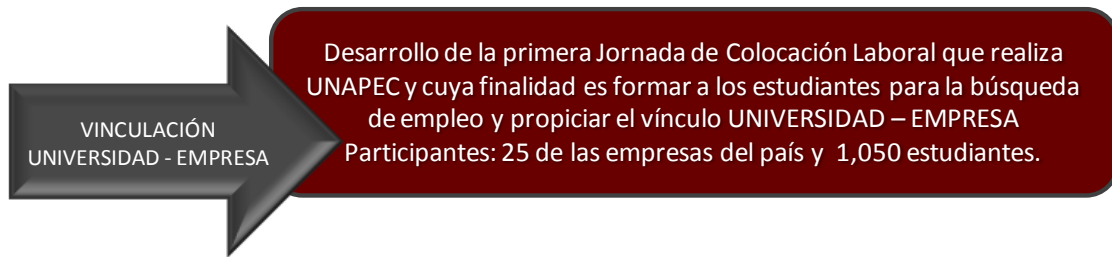 VINCULACIÓN
UNIVERSIDAD - EMPRESA
Desarrollo de la primera Jornada de Colocación Laboral que realiza
UNAPEC y cuya finalidad es formar a los estudiantes para la búsqueda
de empleo y propiciar el vínculo UNIVERSIDAD – EMPRESA
Participantes: 25 de las empresas del país y 1,050 estudiantes.